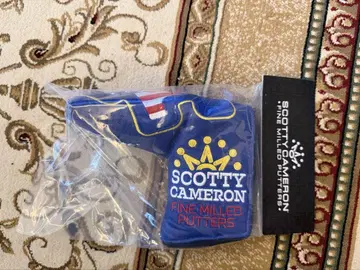 SCOTTY
CAMERON
FINE MILLED
PUTTERS
SCOTTY CAMERON
FINE MILLED PUTTERS